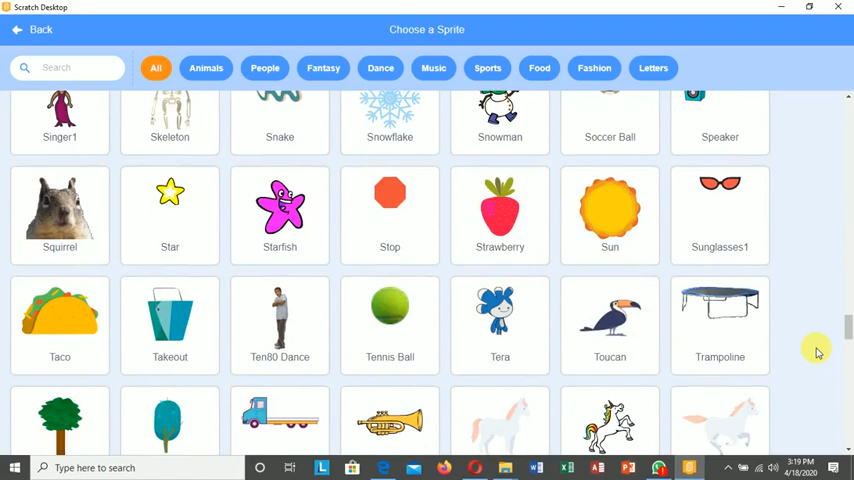 Scratch Desktop
Back
Choose a Sprite
Search
All
Animals
People
Fantasy
Dance
Music
Sports
Food
Fashion
Letters
Singer1
Skeleton
Snake
Snowflake
Snowman
Soccer Ball
Speaker
Squirrel
Star
Starfish
Stop
Strawberry
Sun
Sunglasses1
Taco
Takeout
Ten80 Dance
Tennis Ball
Tera
Toucan
Trampoline
Type here to search
3:19 PM
4/18/2020